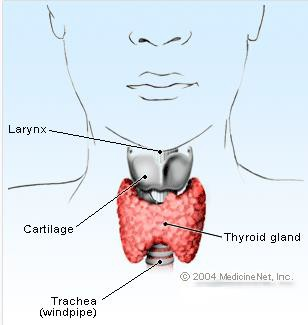 Larynx
Cartilage
Thyroid gland
© 2004 MedicineNet, Inc.
Trachea
(windpipe)